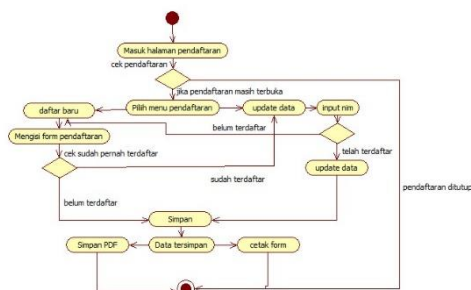 Masuk halaman pendaftaran
cek pendaftaran
jika pendaftaran masih terbuka
daftar baru
Pilih menu pendaftaran
update data
input nim
belum terdaftar
Mengisi form pendaftaran
cek sudah pernah terdaftar
telah terdaftar
update data
sudah terdaftar
pendaftaran ditutup
belum terdaftar
Simpan
Simpan PDF
Data tersimpan
cetak form